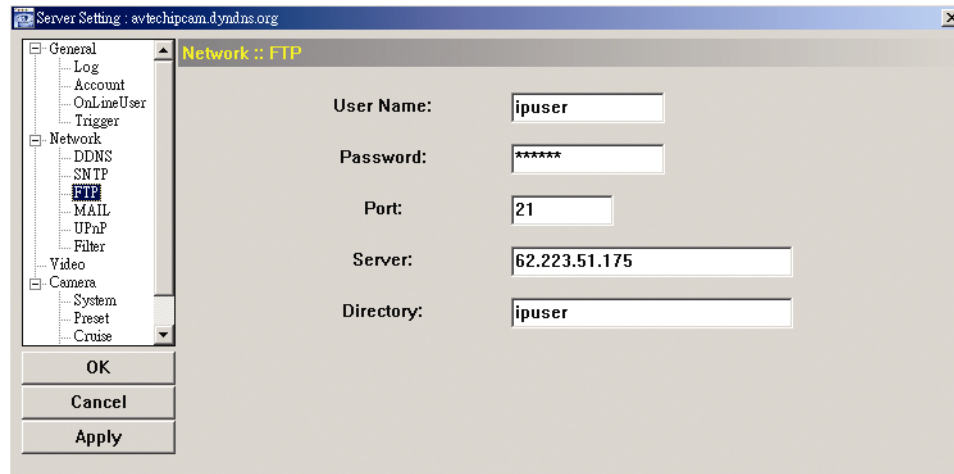 Server Setting : avtechipcam.dyndns.org
General
Log
Account
OnLineUser
Trigger
Network
DDNS
SNTP
FTP
MAIL
UPnP
Filter
Video
Camera
System
Preset
Cruise
OK
Cancel
Apply
Network :: FTP
User Name: ipuser
Password: ******
Port: 21
Server: 62.223.51.175
Directory: ipuser